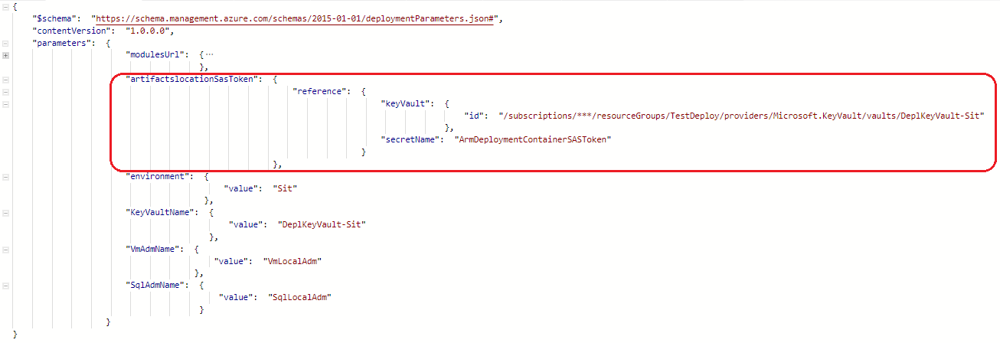 {
"$schema": "https://schema.management.azure.com/schemas/2015-01-01/deploymentParameters.json#",
"contentVersion": "1.0.0.0",
"parameters": {
"modulesUrl": {...
},
"artifactslocationSasToken": {
"reference": {
"keyVault": {
"id": "/subscriptions/***/resourceGroups/TestDeploy/providers/Microsoft.KeyVault/vaults/DeplKeyVault-Sit"
},
"secretName": "ArmDeploymentContainerSASToken"
}
},
"environment": {
"value": "Sit"
},
"KeyVaultName": {
"value": "DeplKeyVault-Sit"
},
"VmAdmName": {
"value": "VmLocalAdm"
},
"SqlAdmName": {
"value": "SqlLocalAdm"
}
}
}